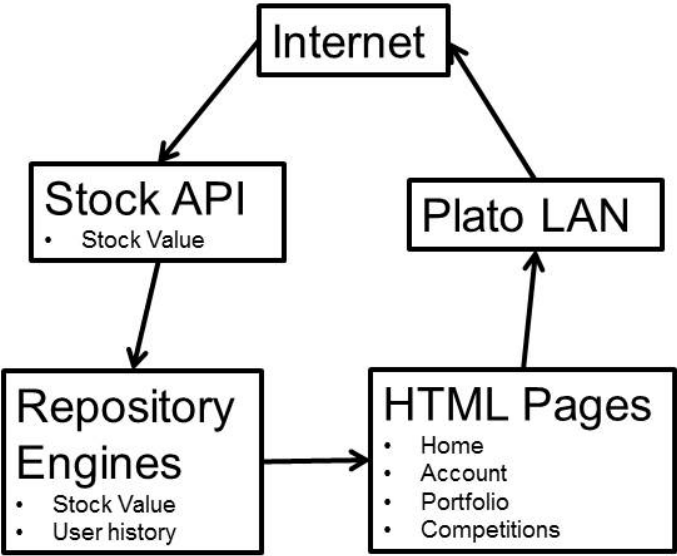 Internet
Stock API
• Stock Value
Plato LAN
Repository
Engines
• Stock Value
• User history
HTML Pages
• Home
• Account
• Portfolio
• Competitions